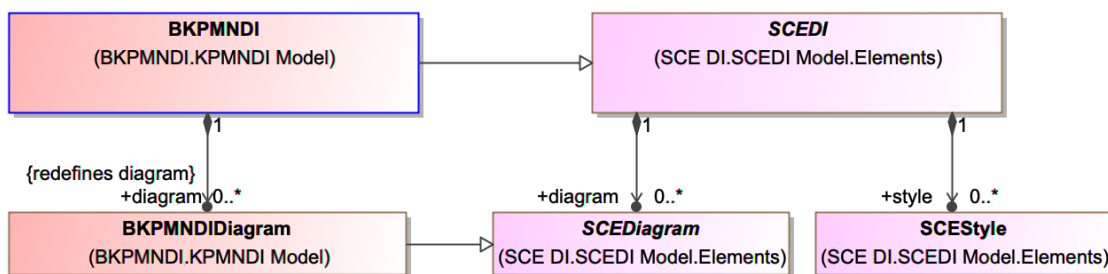 BKPMNDI
(BKPMNDI.KPMNDI Model)
SCEDI
(SCE DI.SCEDI Model.Elements)
1
1
1
{redefines diagram}
+diagram 0..*
+diagram 0..*
+style 0..*
BKPMNDIDiagram
(BKPMNDI.KPMNDI Model)
SCEDiagram
(SCE DI.SCEDI Model.Elements)
SCEStyle
(SCE DI.SCEDI Model.Elements)